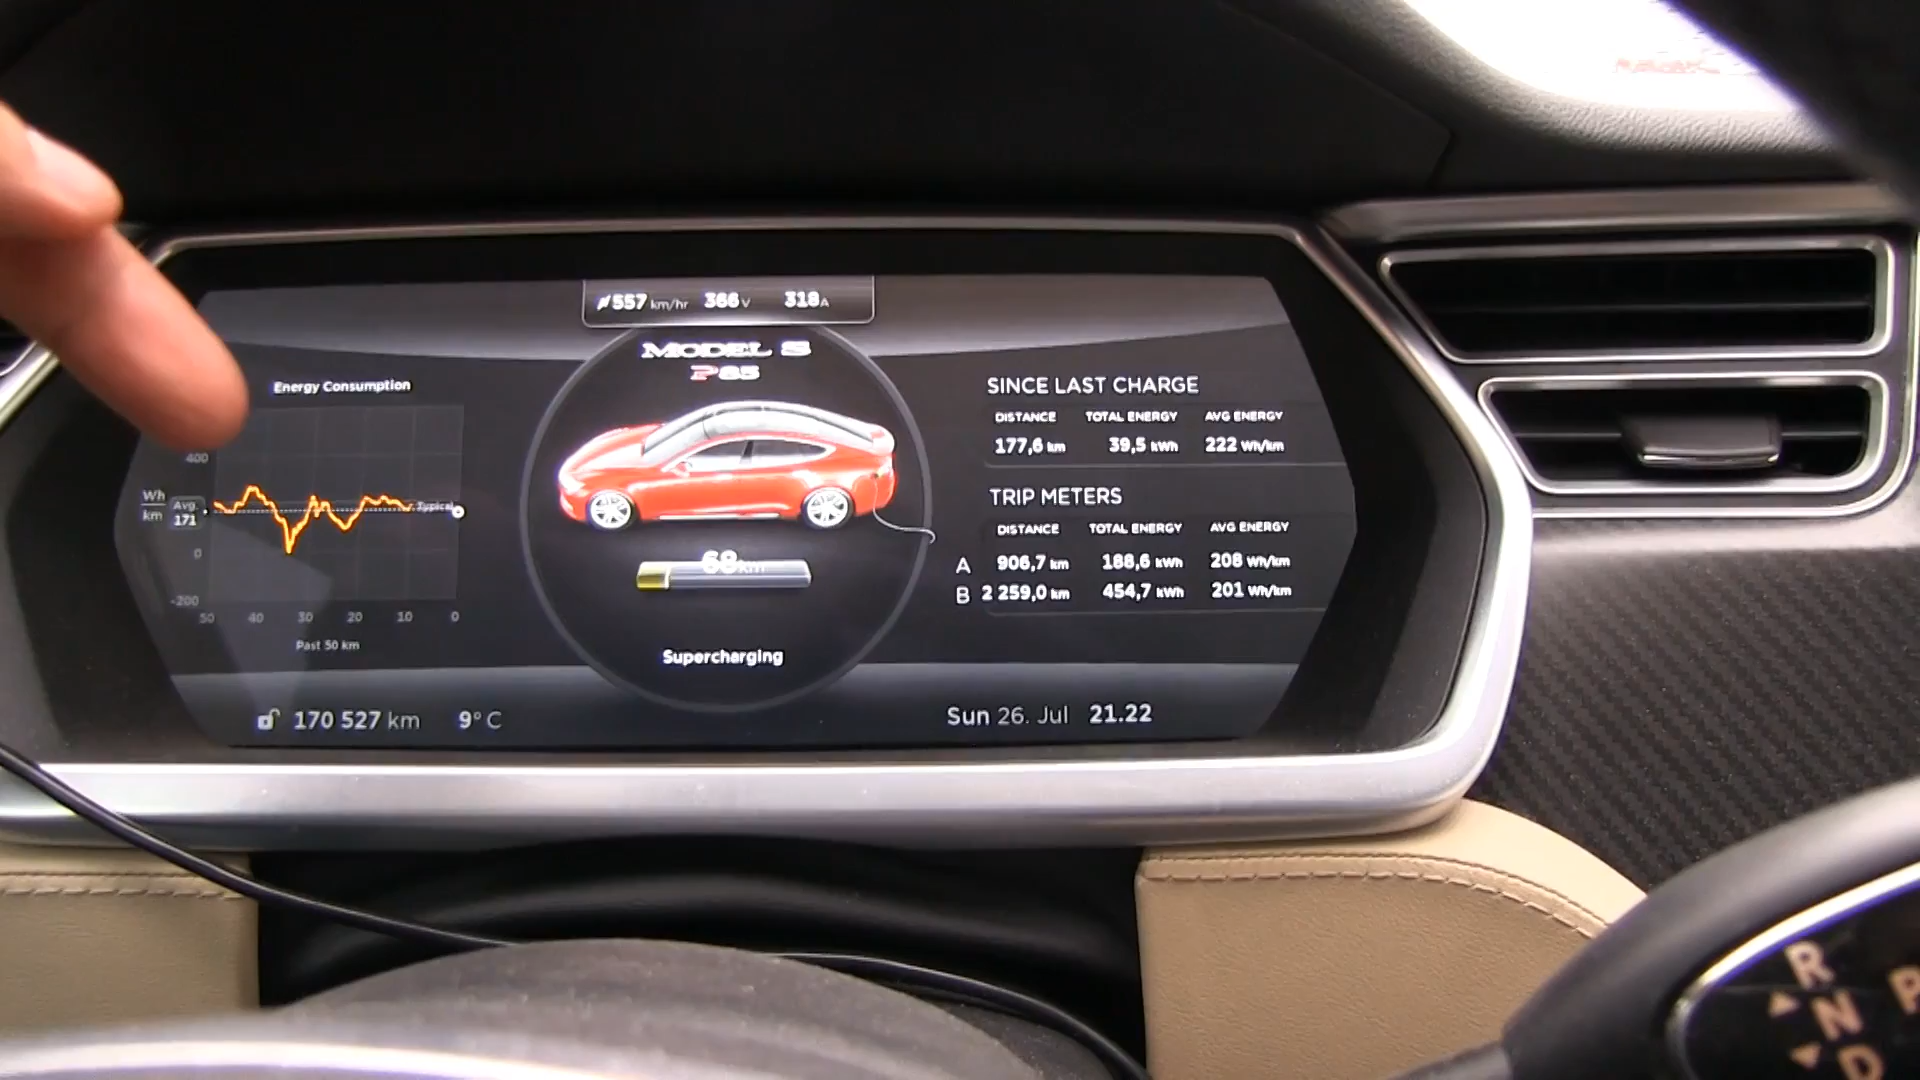 557 km/hr 366 V 318 A
MODEL S
P85
Energy Consumption
400
Wh
km
Avg.
171
Typical
0
-200
50 40 30 20 10 0
Past 50 km
68 km
Supercharging
SINCE LAST CHARGE
DISTANCE TOTAL ENERGY AVG ENERGY
177,6 km 39,5 kWh 222 Wh/km
TRIP METERS
DISTANCE TOTAL ENERGY AVG ENERGY
A 906,7 km 188,6 kWh 208 Wh/km
B 2 259,0 km 454,7 kWh 201 Wh/km
170 527 km 9° C
Sun 26. Jul 21.22
R
N
D
P